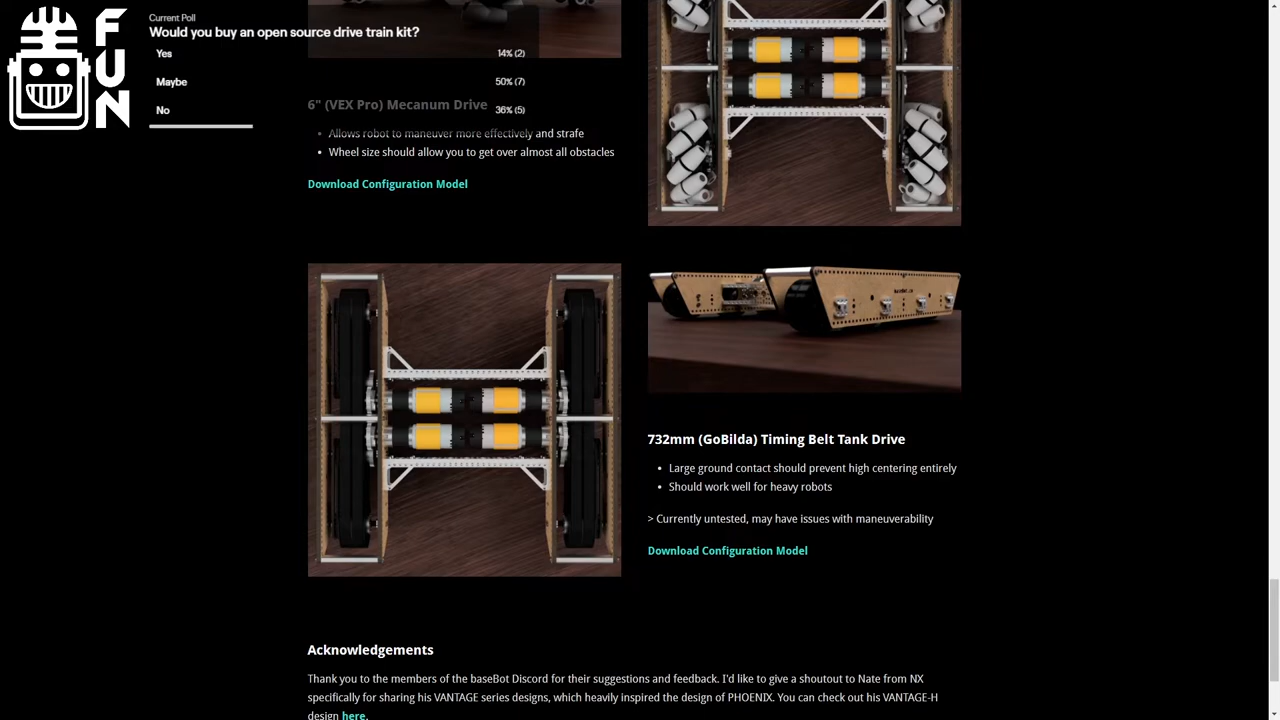 FUN
Current Poll
Would you buy an open source drive train kit?
Yes 14% (2)
Maybe 50% (7)
No 36% (5)
6" (VEX Pro) Mecanum Drive
• Allows robot to maneuver more effectively and strafe
• Wheel size should allow you to get over almost all obstacles
Download Configuration Model
732mm (GoBilda) Timing Belt Tank Drive
• Large ground contact should prevent high centering entirely
• Should work well for heavy robots
> Currently untested, may have issues with maneuverability
Download Configuration Model
Acknowledgements
Thank you to the members of the baseBot Discord for their suggestions and feedback. I'd like to give a shoutout to Nate from NX
specifically for sharing his VANTAGE series designs, which heavily inspired the design of PHOENIX. You can check out his VANTAGE-H
design here.